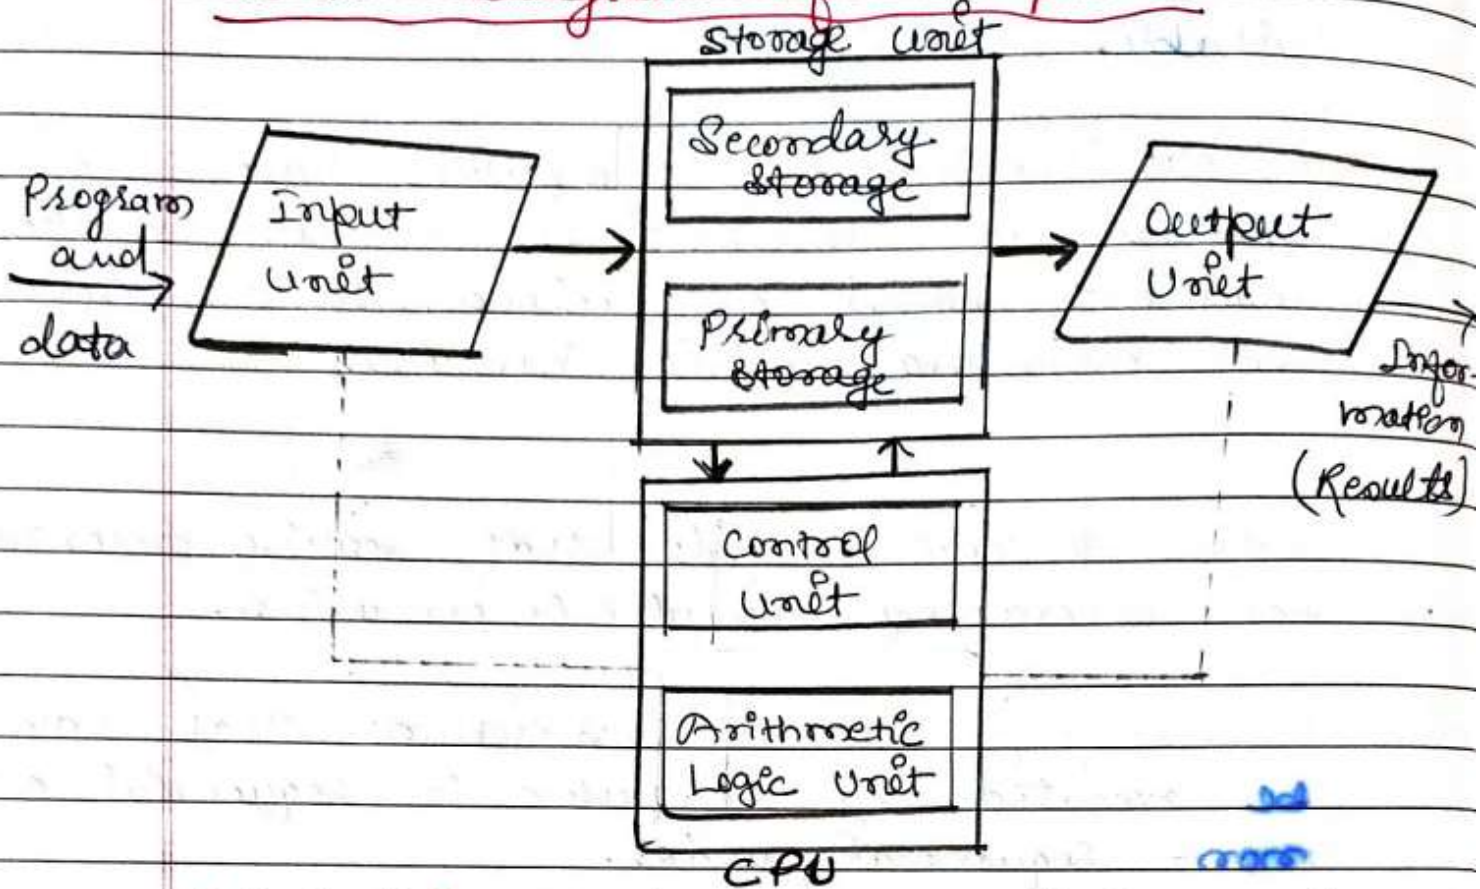 Storage Unit
Secondary
Storage
Program
and
data
Input
Unit
Output
Unit
Primary
Storage
Infor-
mation
(Results)
Control
Unit
Arithmetic
Logic Unit
CPU